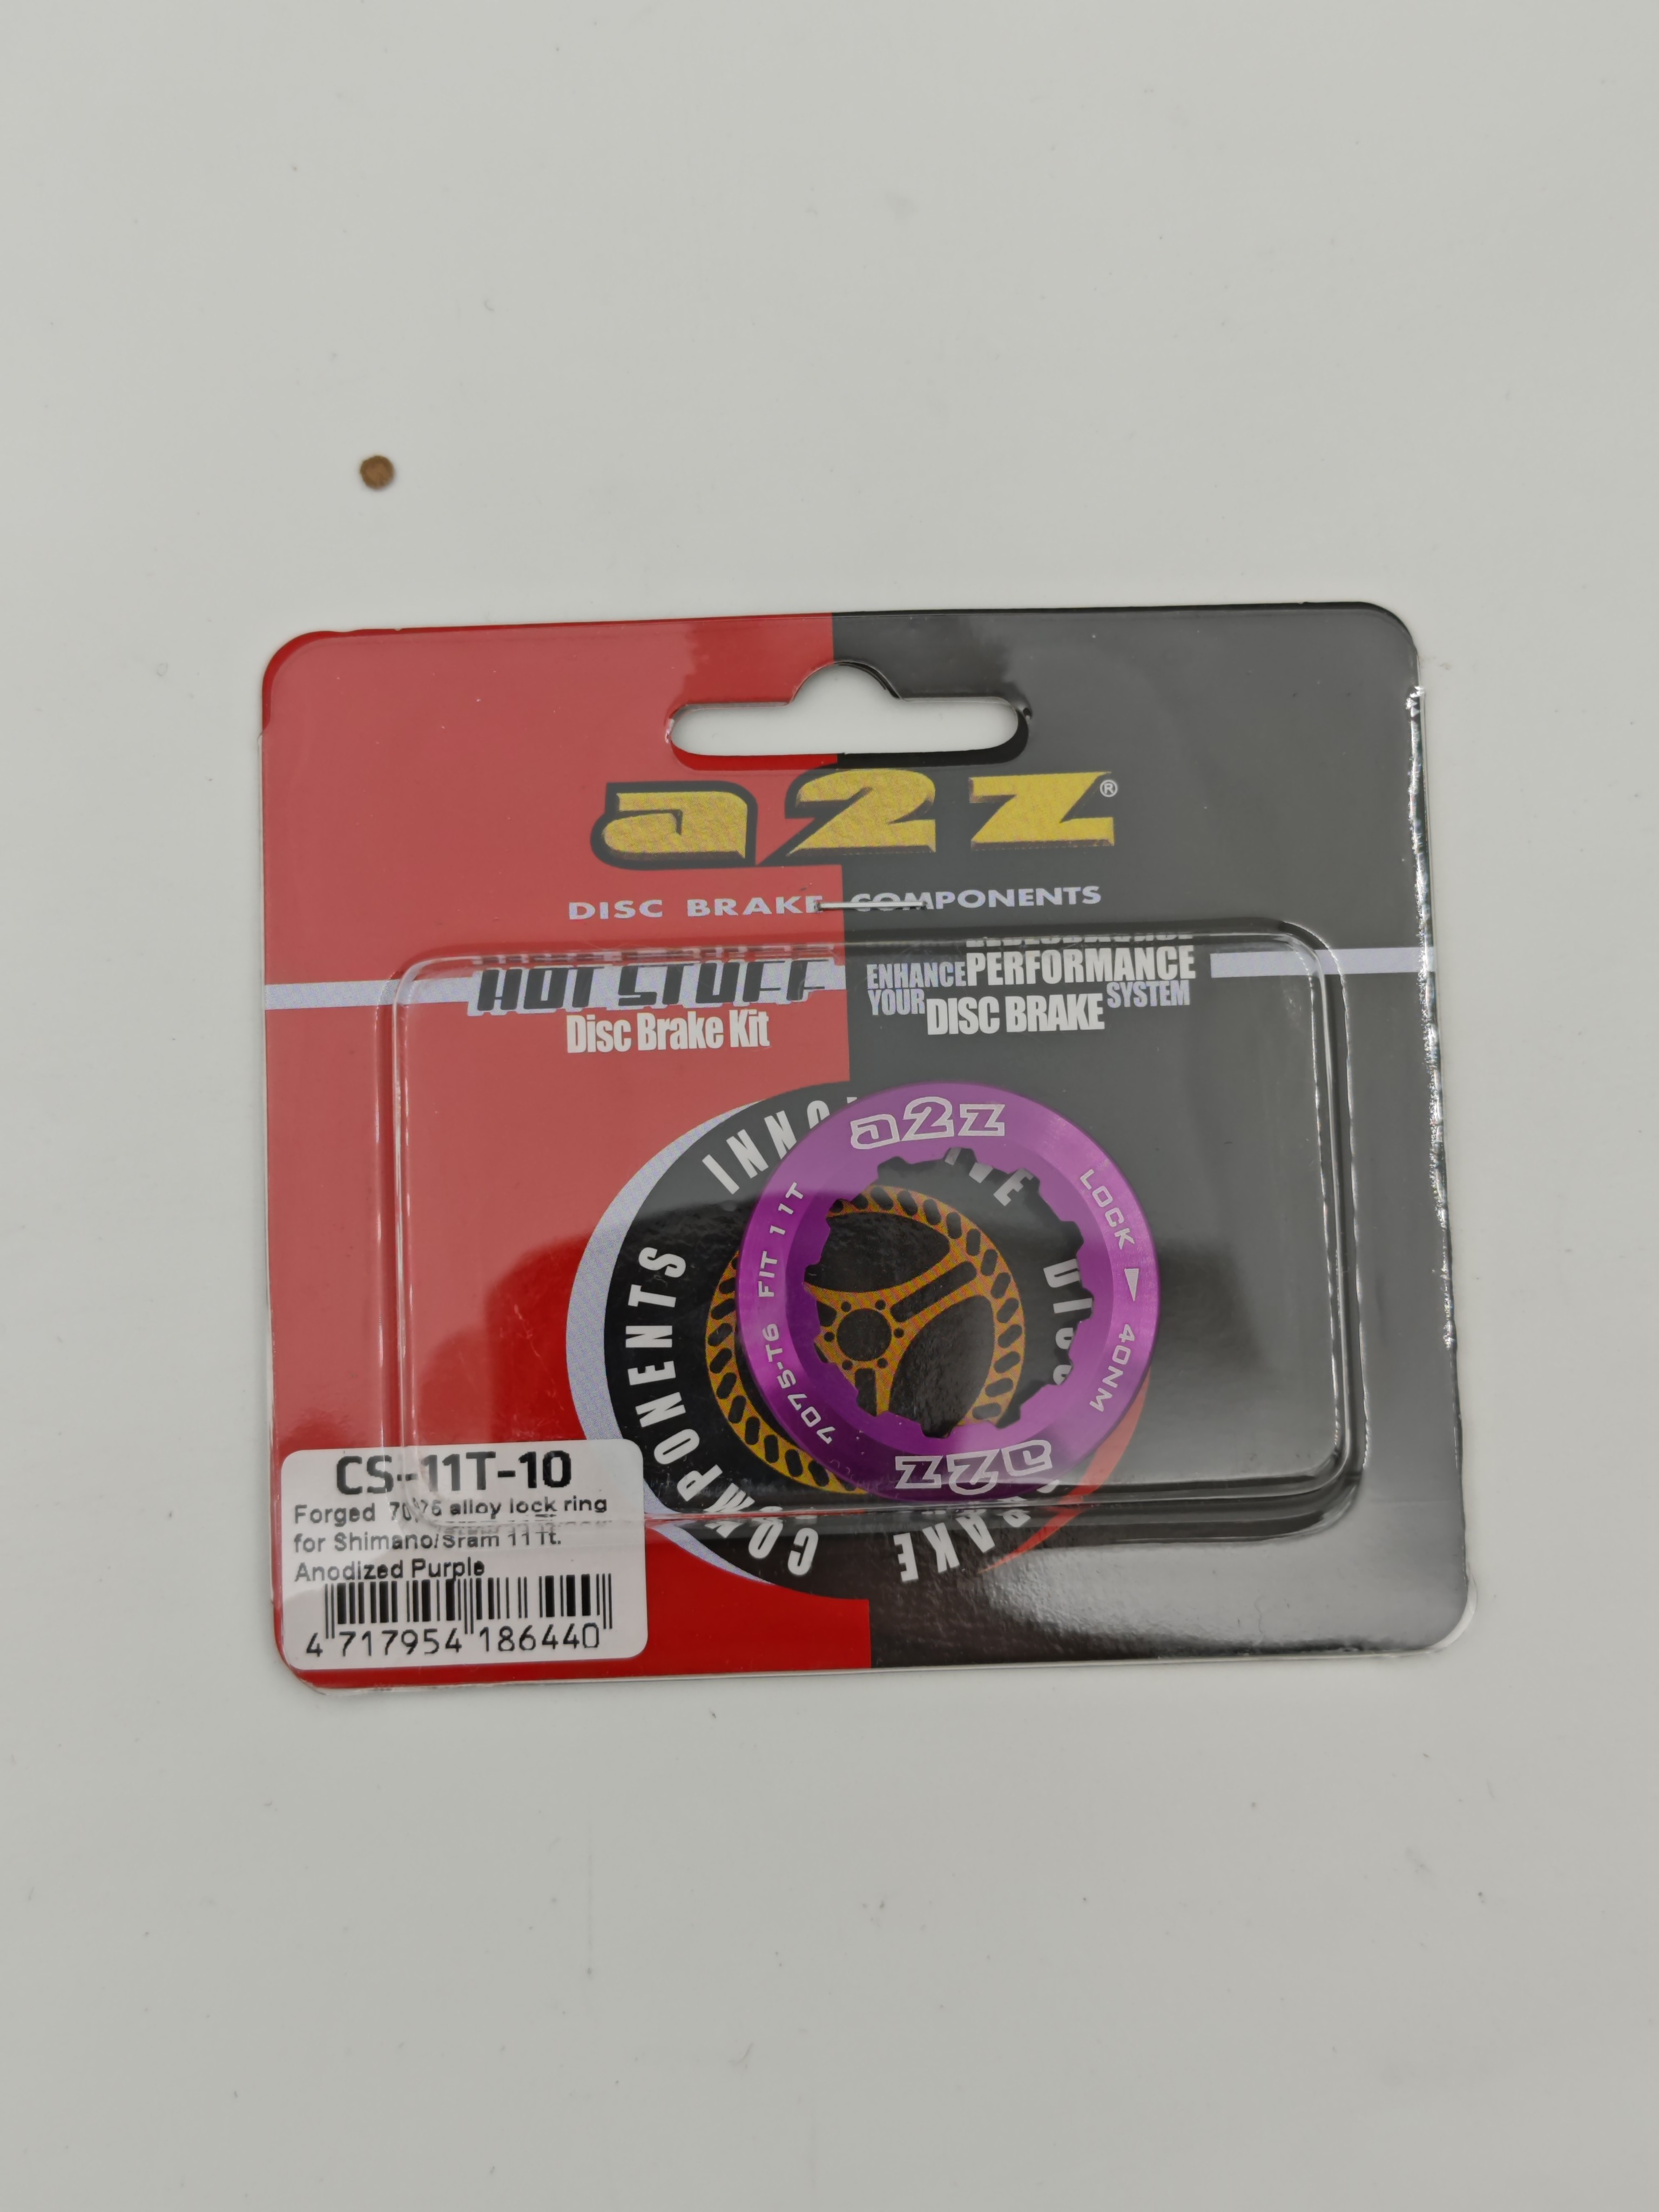 a2z®
DISC BRAKE COMPONENTS
HOT STUFF
Disc Brake Kit
ENHANCE PERFORMANCE
YOUR DISC BRAKE SYSTEM
COMPONENTS
a2z
LOCK ▶ 40NM
a2z
7075-T6 FIT 11T
CS-11T-10
Forged 7075 alloy lock ring
for Shimano/Sram 11 Tt.
Anodized Purple
4 717954 186440